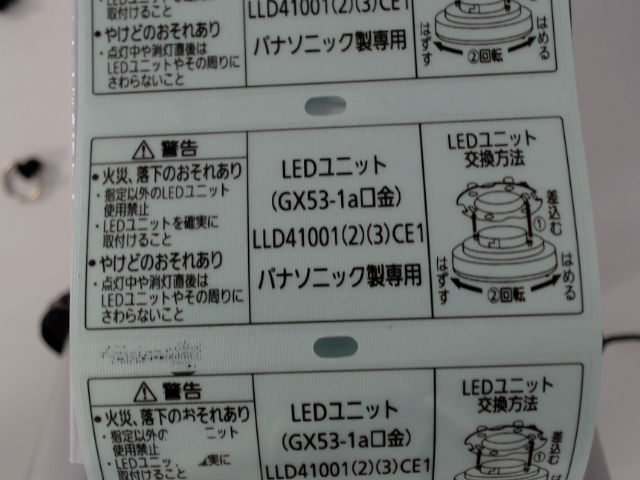 ・LEDユニットを確実に
取付けること
●やけどのおそれあり
・点灯中や消灯直後は
LEDユニットやその周りに
さわらないこと
LLD41001(2)(3)CE1
パナソニック製専用
はずす
②回転
はめる
⚠警告
●火災、落下のおそれあり
・指定以外のLEDユニット
使用禁止
・LEDユニットを確実に
取付けること
●やけどのおそれあり
・点灯中や消灯直後は
LEDユニットやその周りに
さわらないこと
LEDユニット
(GX53-1a口金)
LLD41001(2)(3)CE1
パナソニック製専用
LEDユニット
交換方法
①差込む
はずす
②回転
はめる
⚠警告
●火災、落下のおそれあり
・指定以外の ニット
使用禁止
・LEDユニッ 実に
LEDユニット
(GX53-1a口金)
LLD41001(2)(3)CE1
LEDユニット
交換方法
差込む